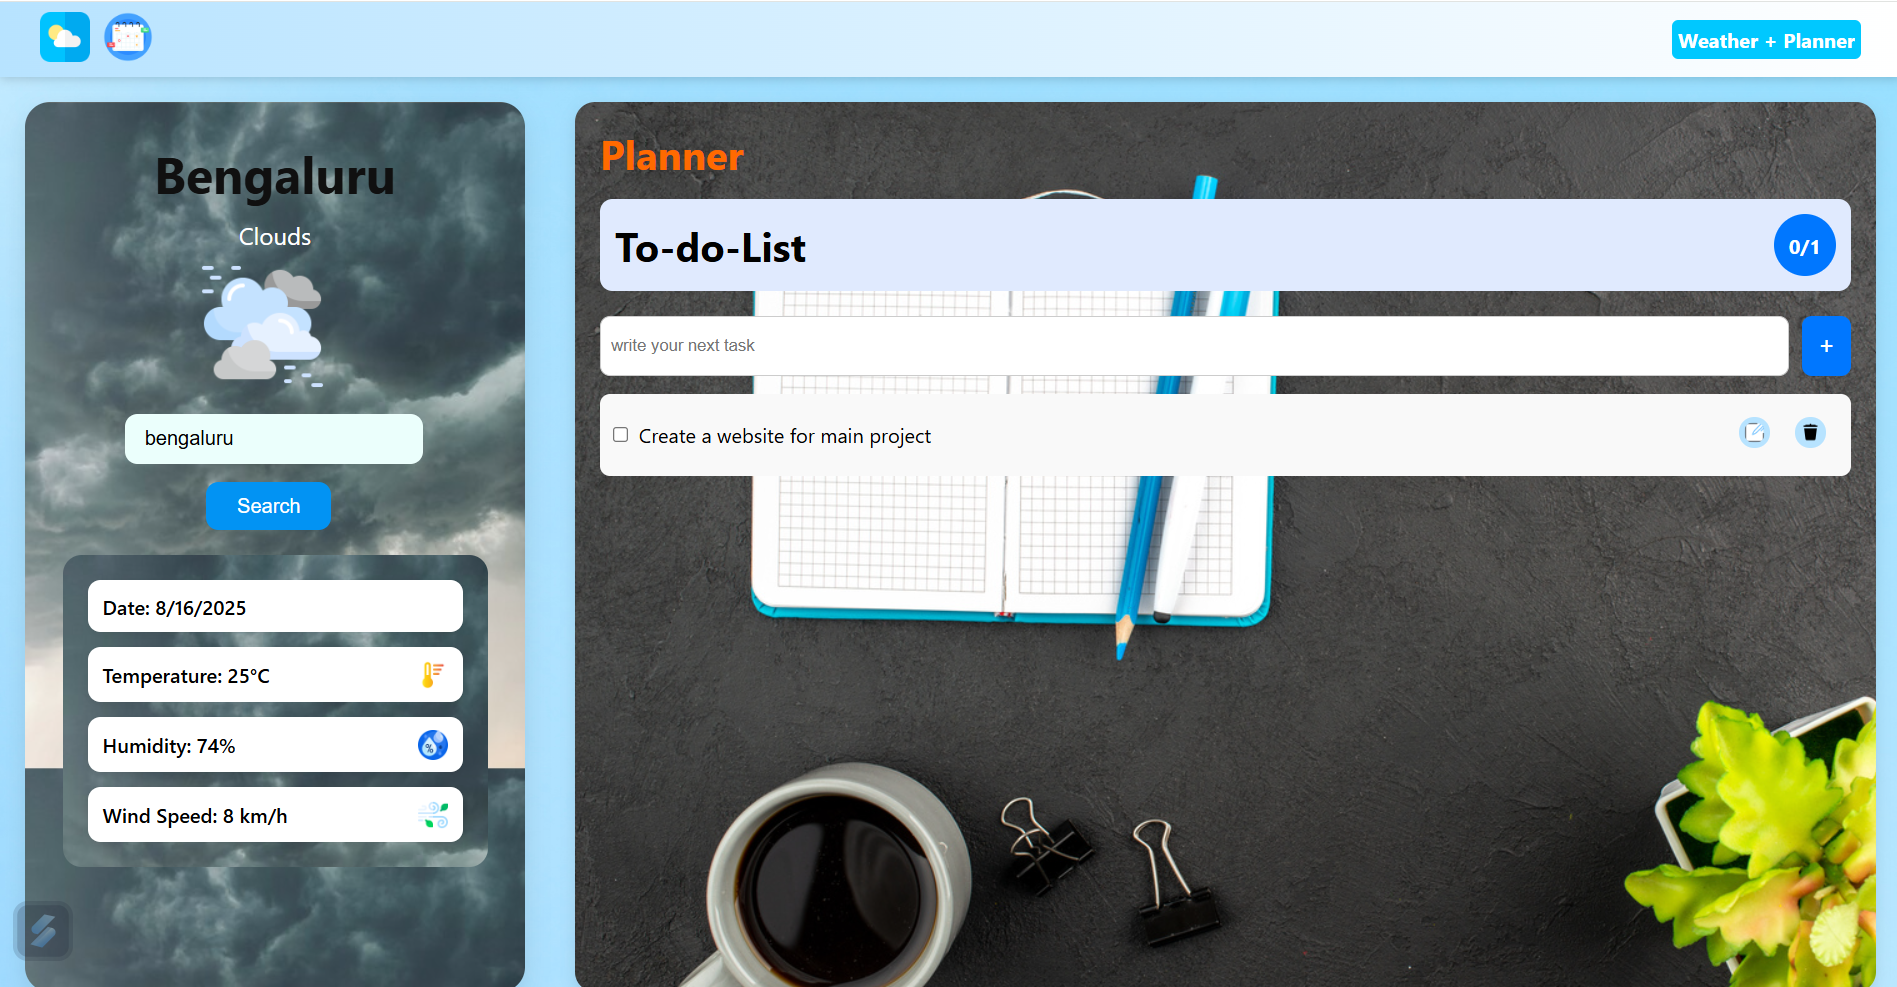 Weather + Planner
Bengaluru
Clouds
bengaluru
Search
Date: 8/16/2025
Temperature: 25°C
Humidity: 74%
Wind Speed: 8 km/h
Planner
To-do-List
0/1
write your next task
+
Create a website for main project